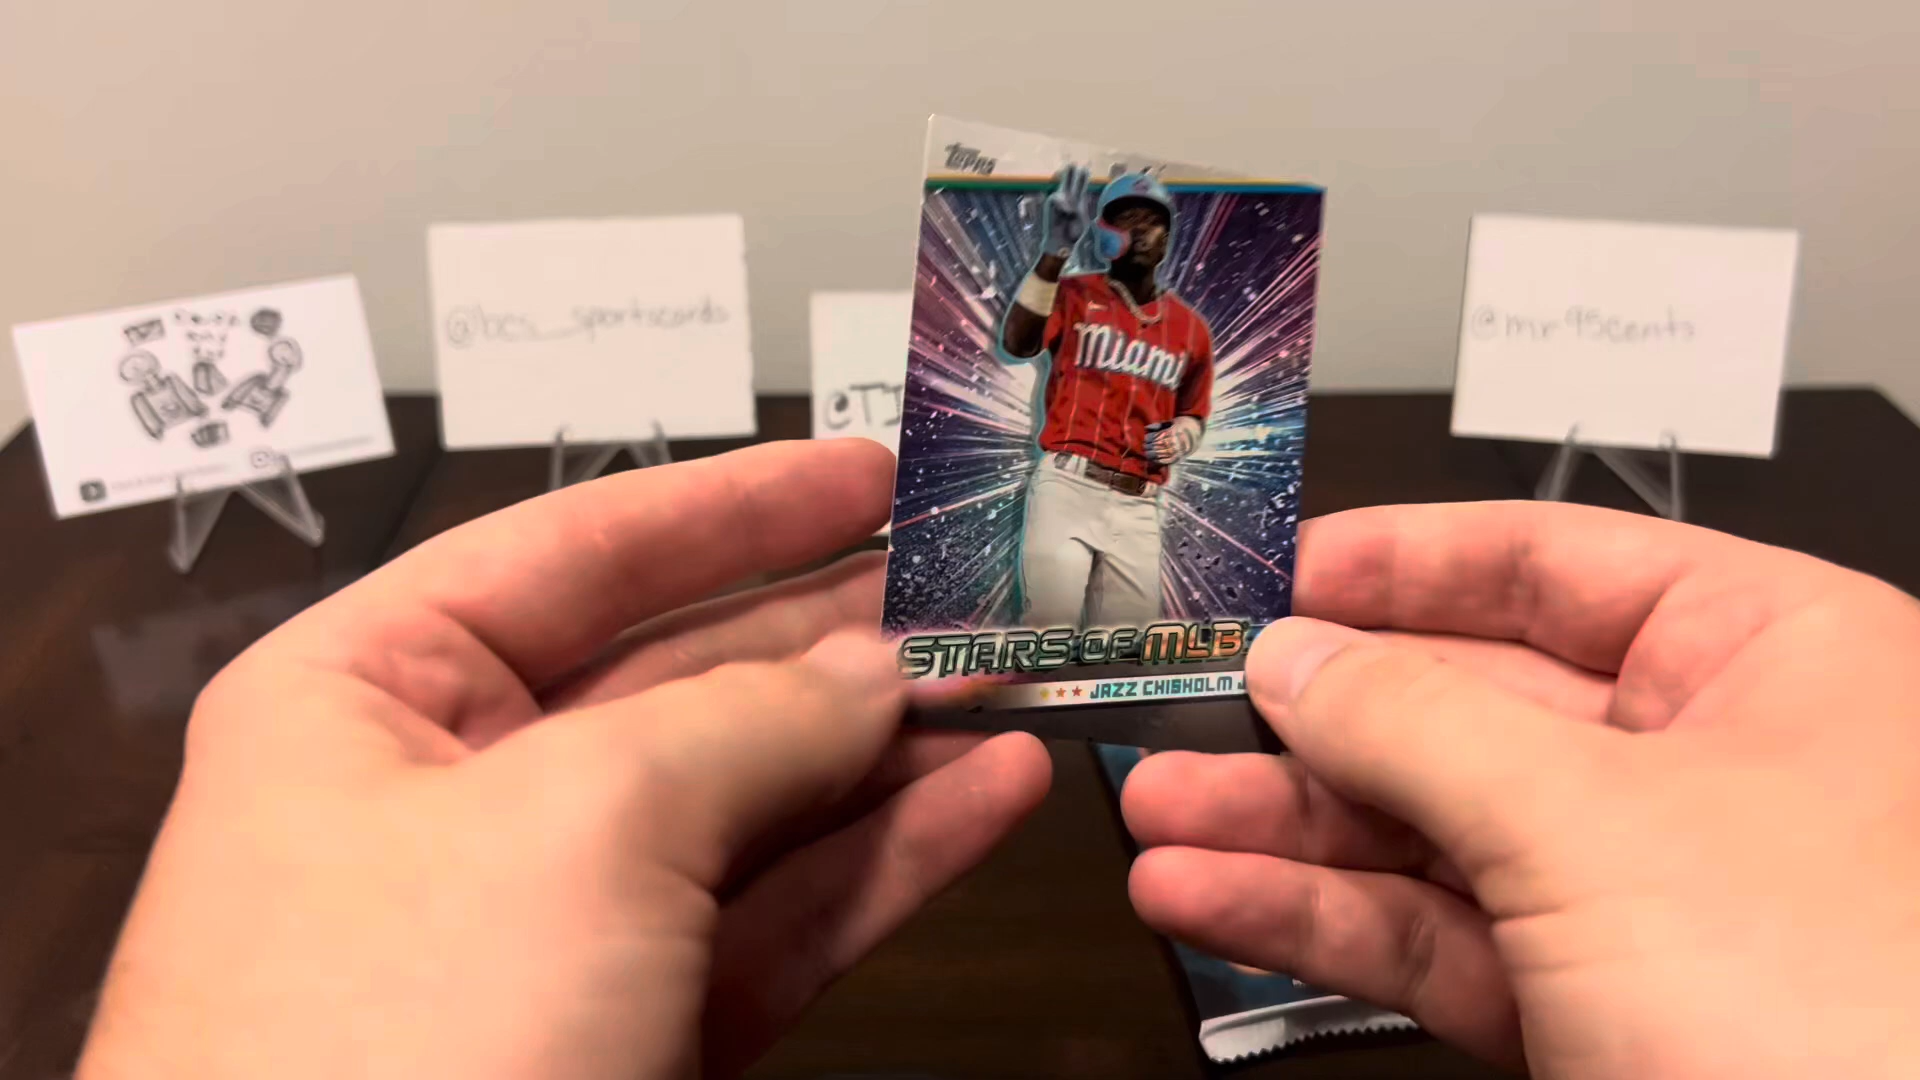 TOPPS
@bcs_sportscards
@mr95cents
Miami
STARS OF MLB
JAZZ CHISHOLM J